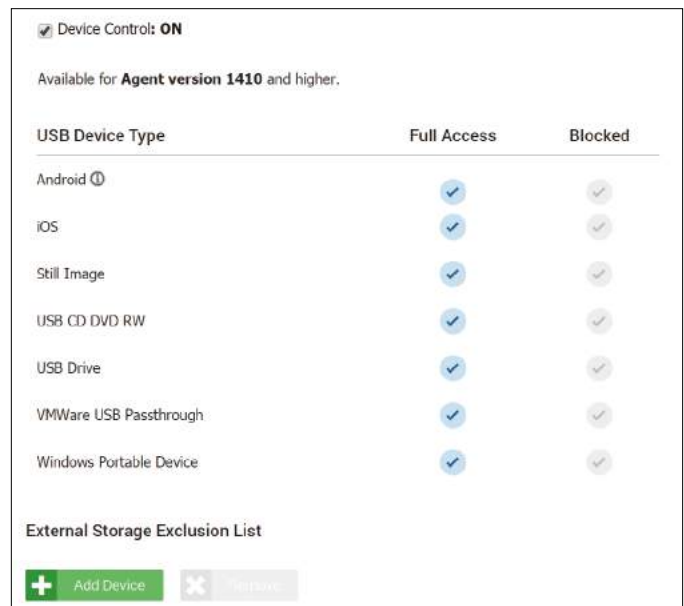 Device Control: ON
Available for Agent version 1410 and higher.
USB Device Type Full Access Blocked
Android
iOS
Still Image
USB CD DVD RW
USB Drive
VMWare USB Passthrough
Windows Portable Device
External Storage Exclusion List
Add Device Remove